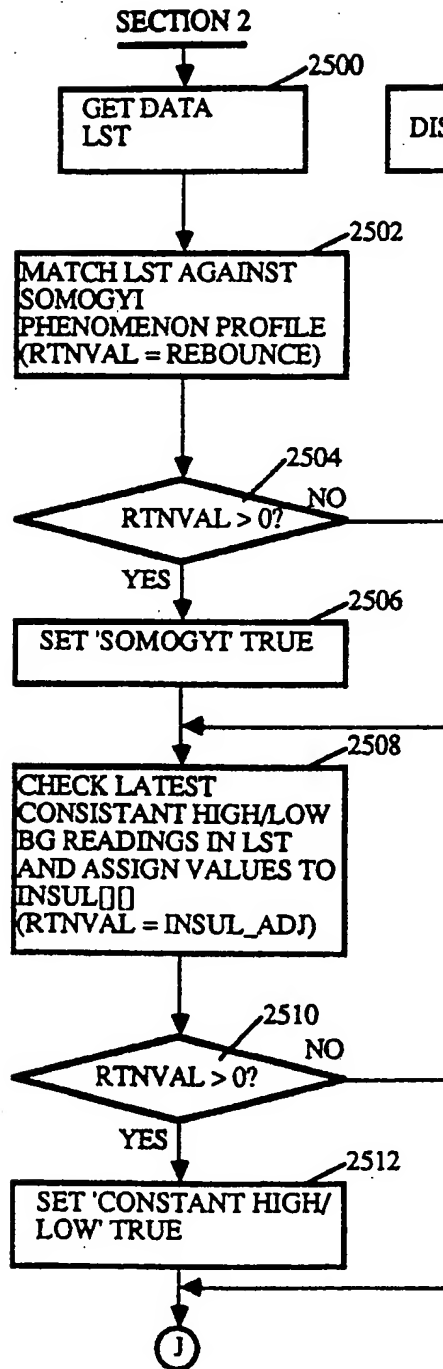 SECTION 2
2500
GET DATA
LST
DIS
2502
MATCH LST AGAINST
SOMOGYI
PHENOMENON PROFILE
(RTNVAL = REBOUNCE)
2504
NO
RTNVAL > 0?
YES
2506
SET 'SOMOGYI' TRUE
2508
CHECK LATEST
CONSISTANT HIGH/LOW
BG READINGS IN LST
AND ASSIGN VALUES TO
INSUL[][]
(RTNVAL = INSUL_ADJ)
2510
NO
RTNVAL > 0?
YES
2512
SET 'CONSTANT HIGH/
LOW' TRUE
J